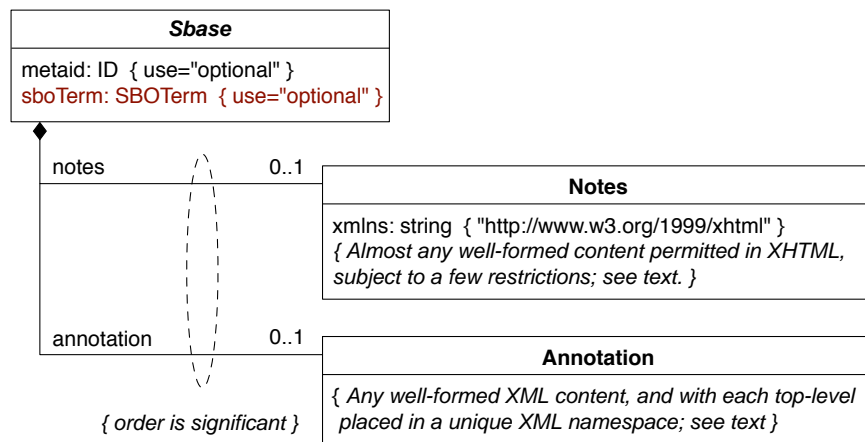 Sbase
metaid: ID { use="optional" }
sboTerm: SBOTerm { use="optional" }
notes
0..1
Notes
xmlns: string { "http://www.w3.org/1999/xhtml" }
{ Almost any well-formed content permitted in XHTML,
subject to a few restrictions; see text. }
annotation
0..1
Annotation
{ Any well-formed XML content, and with each top-level
placed in a unique XML namespace; see text }
{ order is significant }